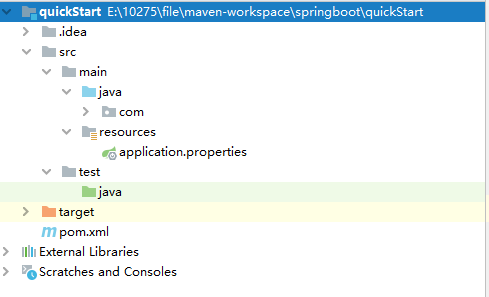 quickStart E:\10275\file\maven-workspace\springboot\quickStart
.idea
src
main
java
com
resources
application.properties
test
java
target
pom.xml
External Libraries
Scratches and Consoles